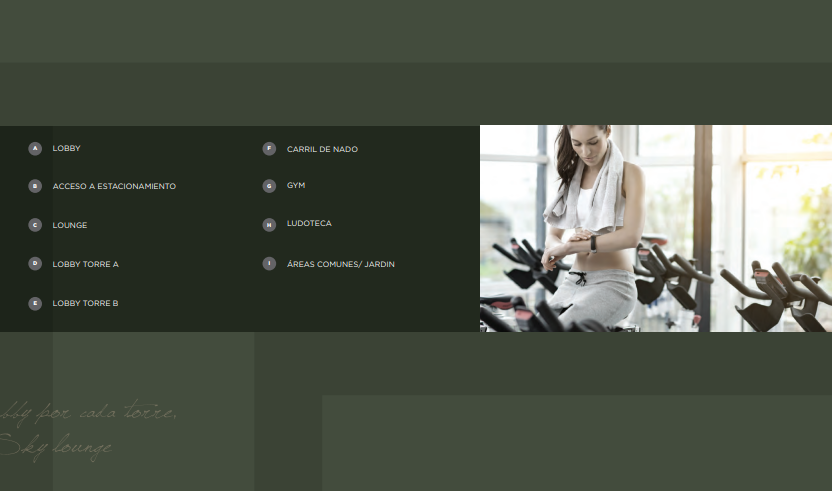 A LOBBY
B ACCESO A ESTACIONAMIENTO
C LOUNGE
D LOBBY TORRE A
E LOBBY TORRE B
F CARRIL DE NADO
G GYM
H LUDOTECA
I ÁREAS COMUNES/ JARDIN
por cada torre,
Sky lounge